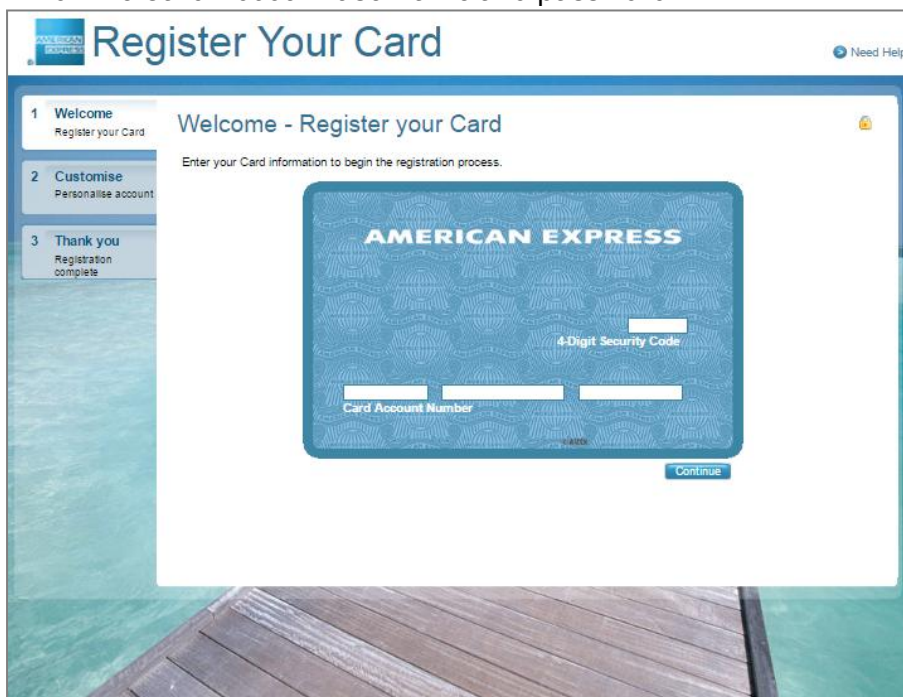 AMERICAN
EXPRESS
Register Your Card
Need Help
1 Welcome
Register your Card
2 Customise
Personalise account
3 Thank you
Registration
complete
Welcome - Register your Card
Enter your Card information to begin the registration process.
AMERICAN EXPRESS
4-Digit Security Code
Card Account Number
Continue